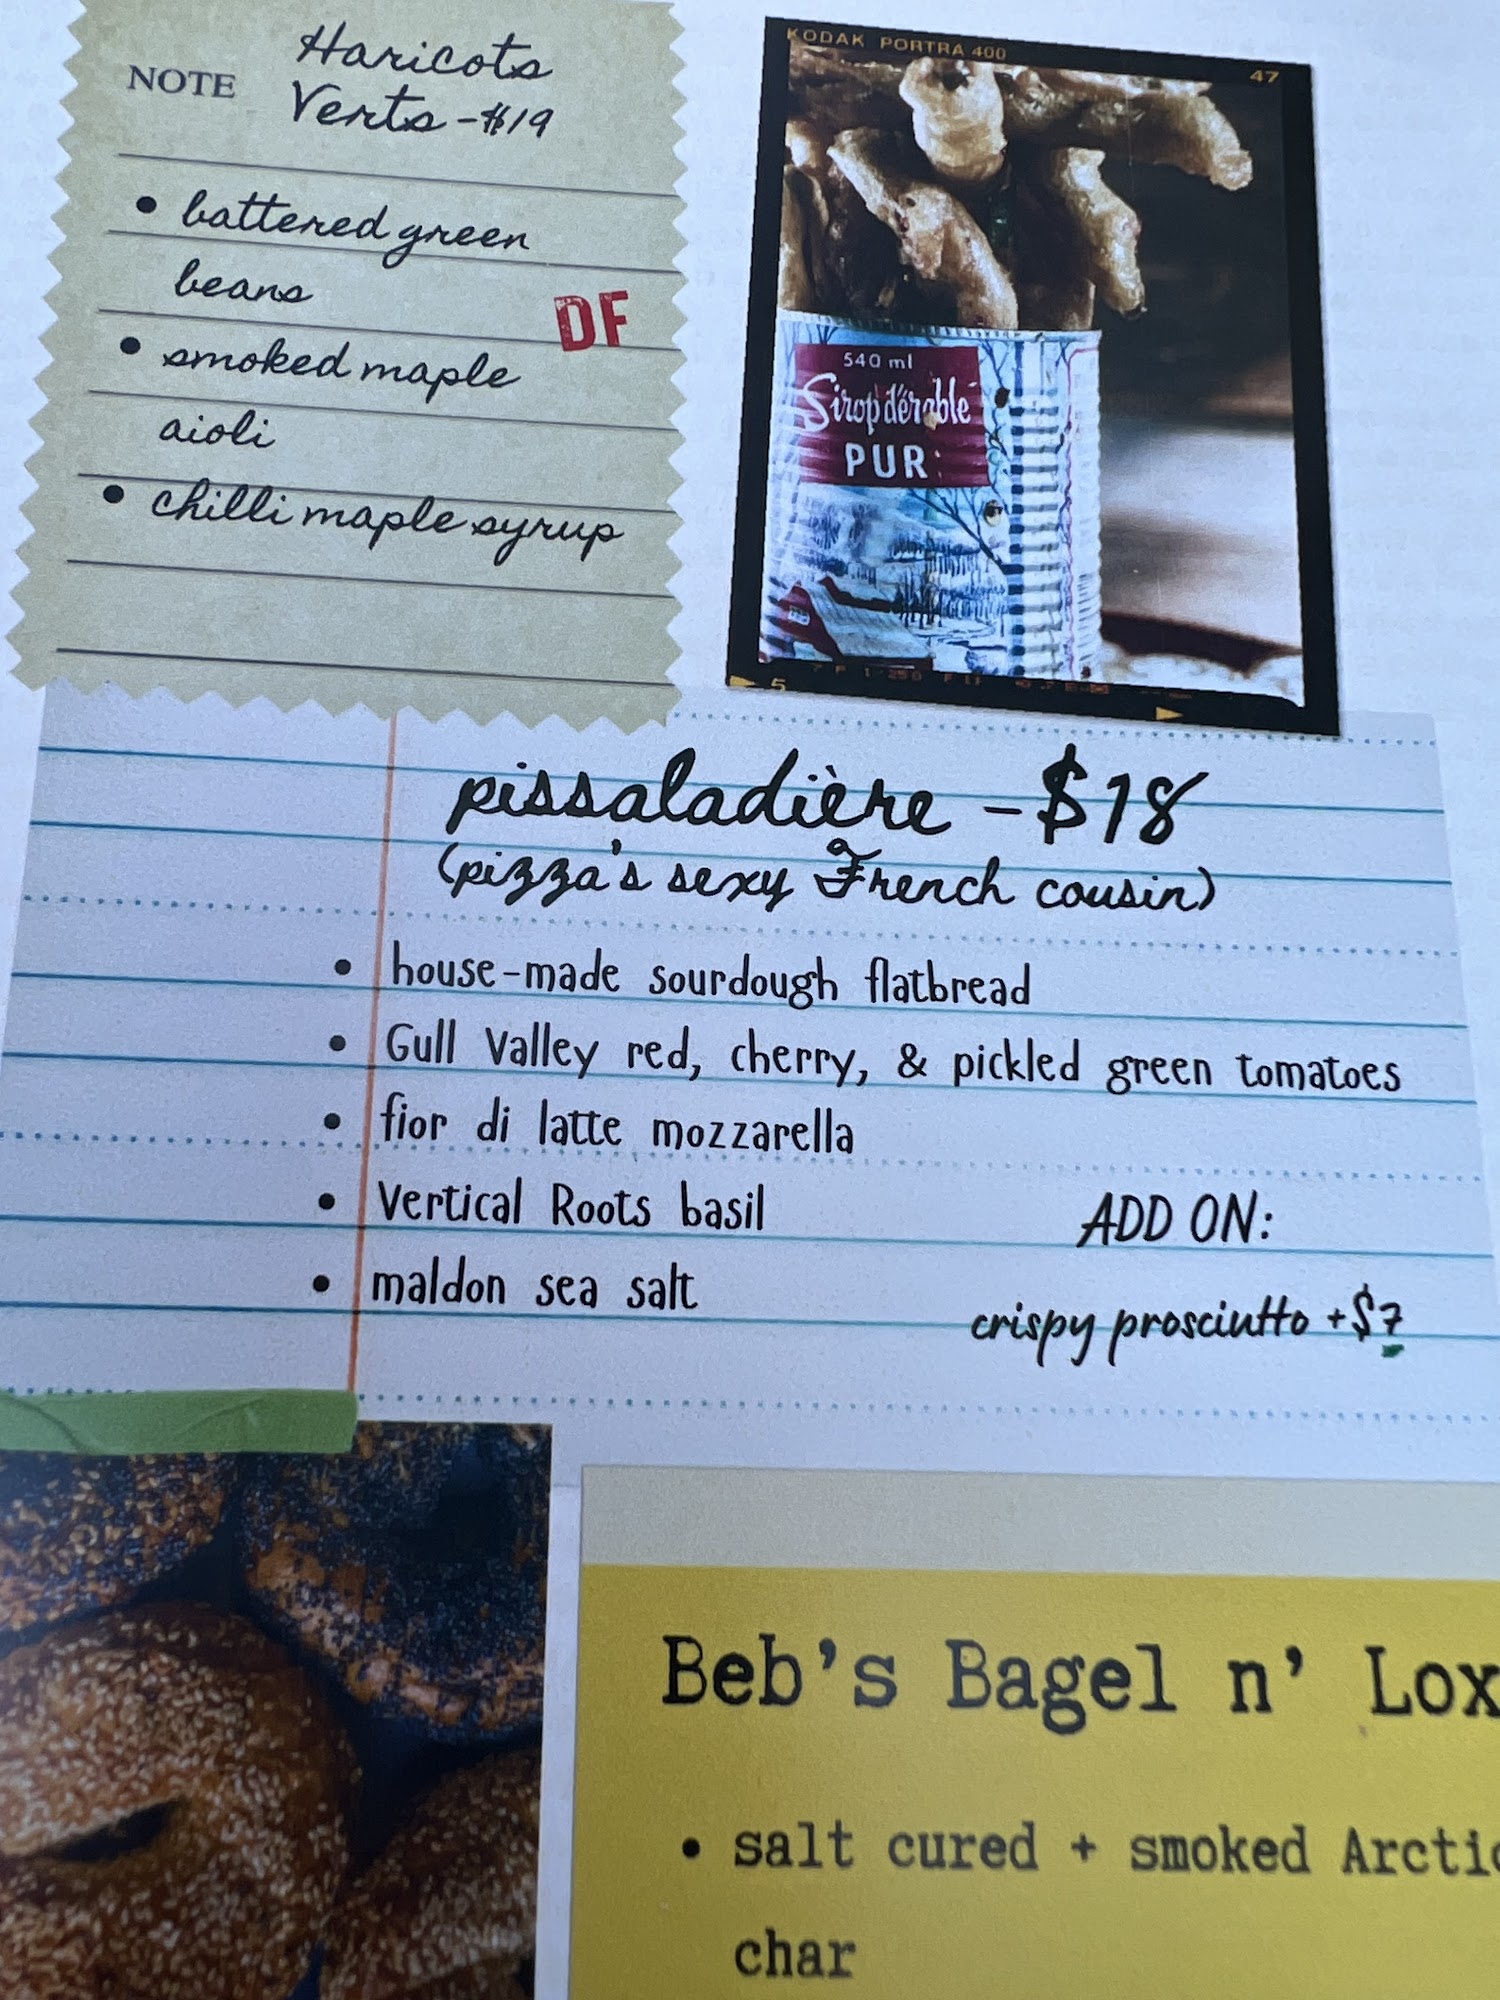 NOTE
Haricots
Verts - $19
• battered green
beans
DF
• smoked maple
aioli
• chilli maple syrup
KODAK PORTRA 400
47
540 ml
Sirop d'érable
PUR
5
pissaladière - $18
(pizza's sexy French cousin)
• house-made sourdough flatbread
• Gull Valley red, cherry, & pickled green tomatoes
• fior di latte mozzarella
• Vertical Roots basil
• maldon sea salt
ADD ON:
crispy prosciutto +$7
Beb's Bagel n' Lox
• salt cured + smoked Arctic
char